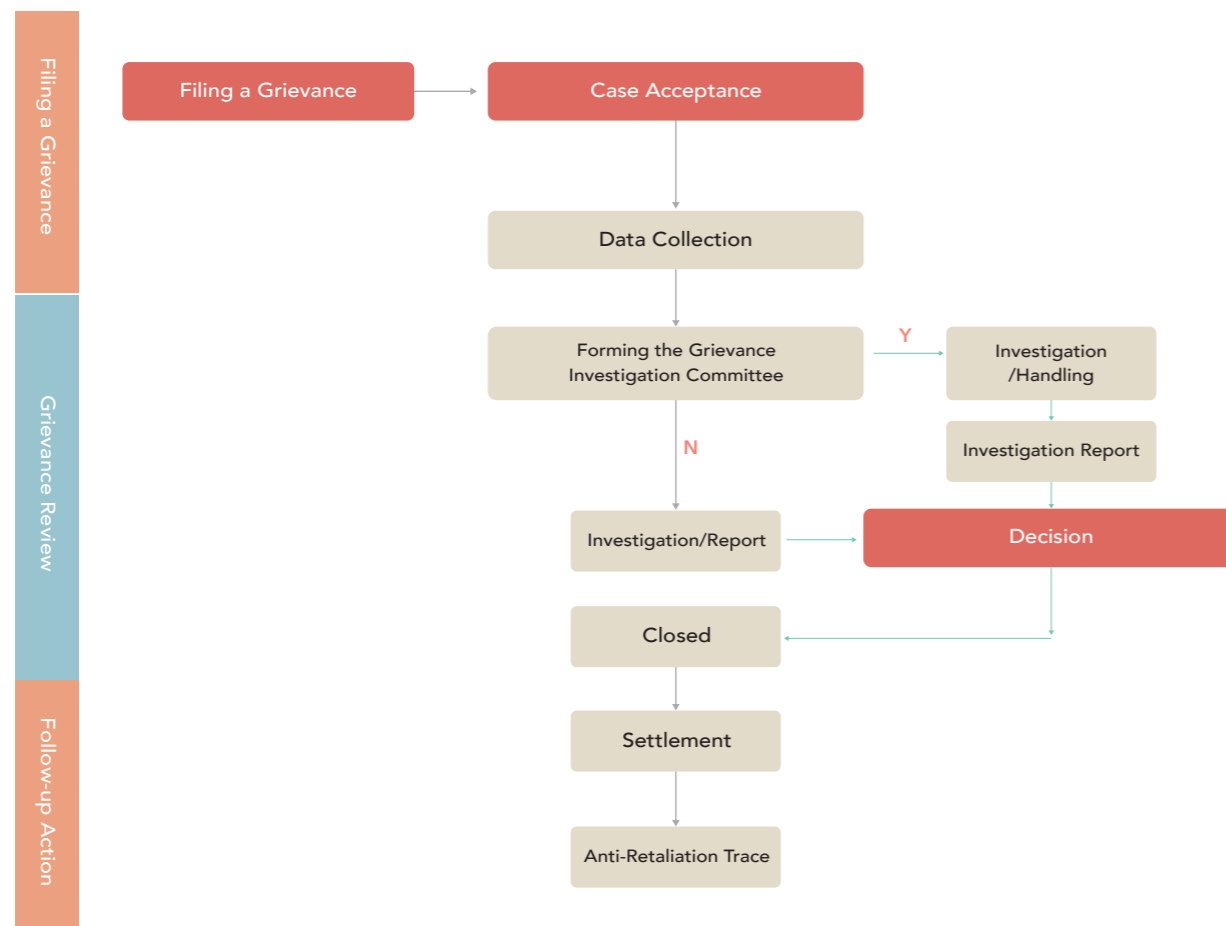 Filing a Grievance
Filing a Grievance
Case Acceptance
Data Collection
Grievance Review
Forming the Grievance
Investigation Committee
Y
Investigation
/Handling
N
Investigation Report
Investigation/Report
Decision
Closed
Follow-up Action
Settlement
Anti-Retaliation Trace